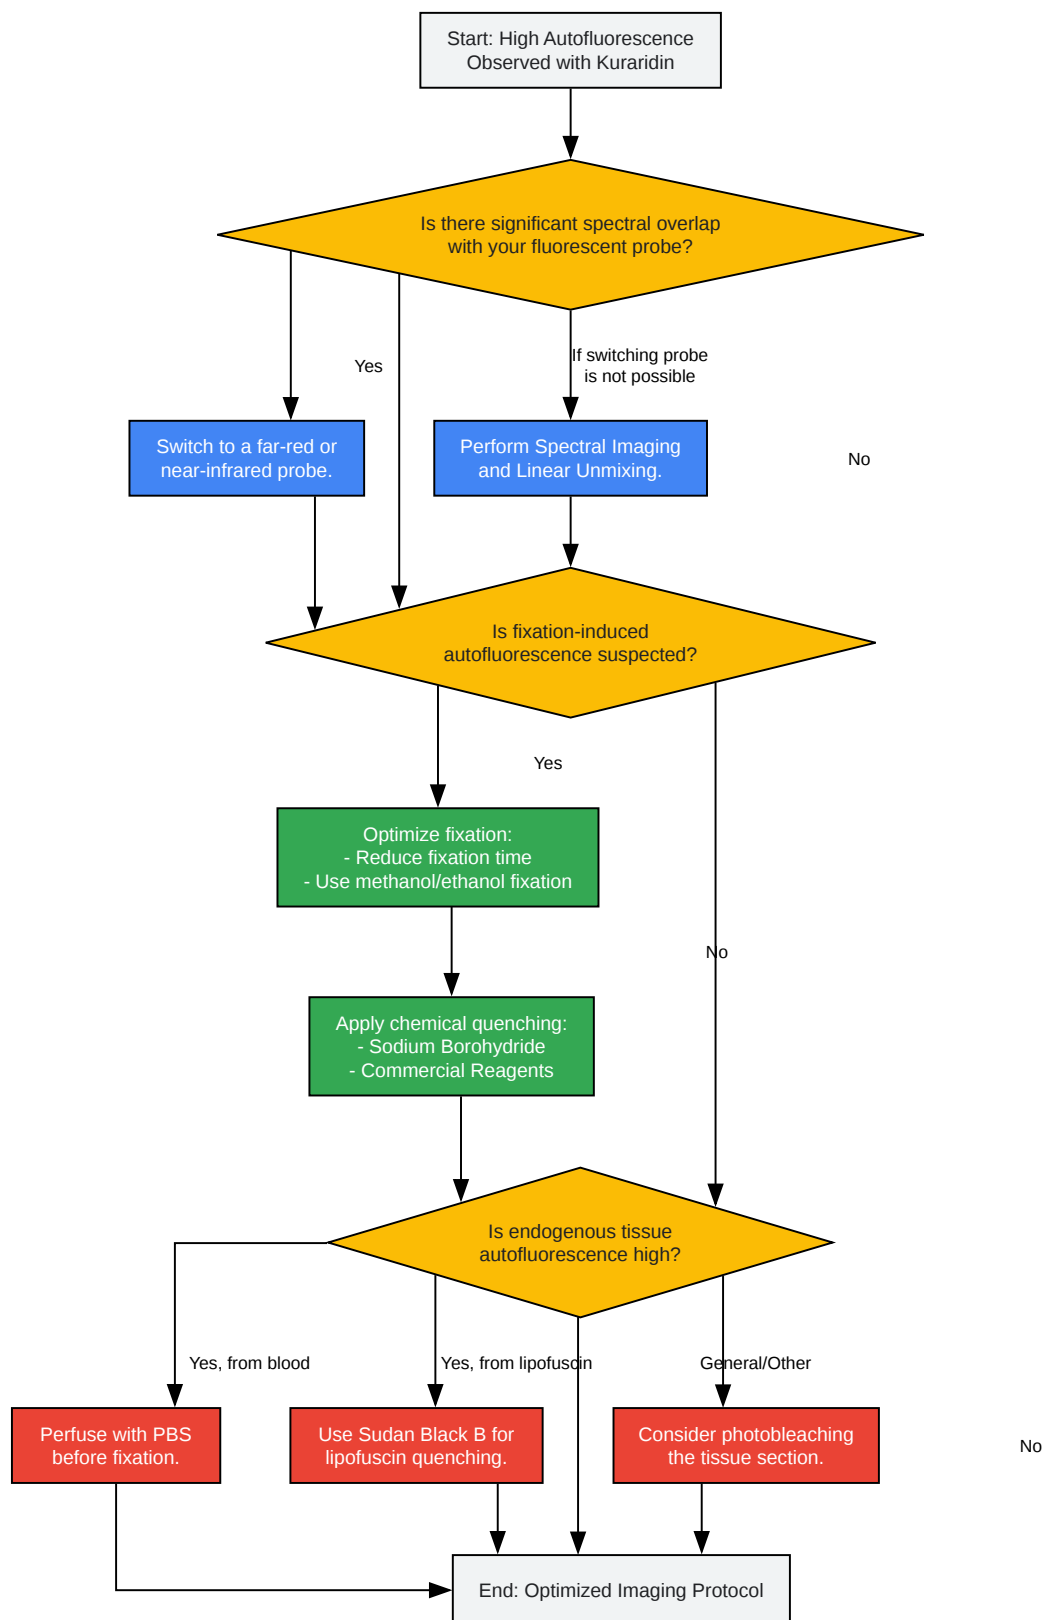 Start: High Autofluorescence
Observed with Kuraridin
Is there significant spectral overlap
with your fluorescent probe?
Yes
If switching probe
is not possible
Switch to a far-red or
near-infrared probe.
Perform Spectral Imaging
and Linear Unmixing.
No
Is fixation-induced
autofluorescence suspected?
Yes
Optimize fixation:
- Reduce fixation time
- Use methanol/ethanol fixation
No
Apply chemical quenching:
- Sodium Borohydride
- Commercial Reagents
Is endogenous tissue
autofluorescence high?
Yes, from blood
Yes, from lipofuscin
General/Other
Perfuse with PBS
before fixation.
Use Sudan Black B for
lipofuscin quenching.
Consider photobleaching
the tissue section.
No
End: Optimized Imaging Protocol